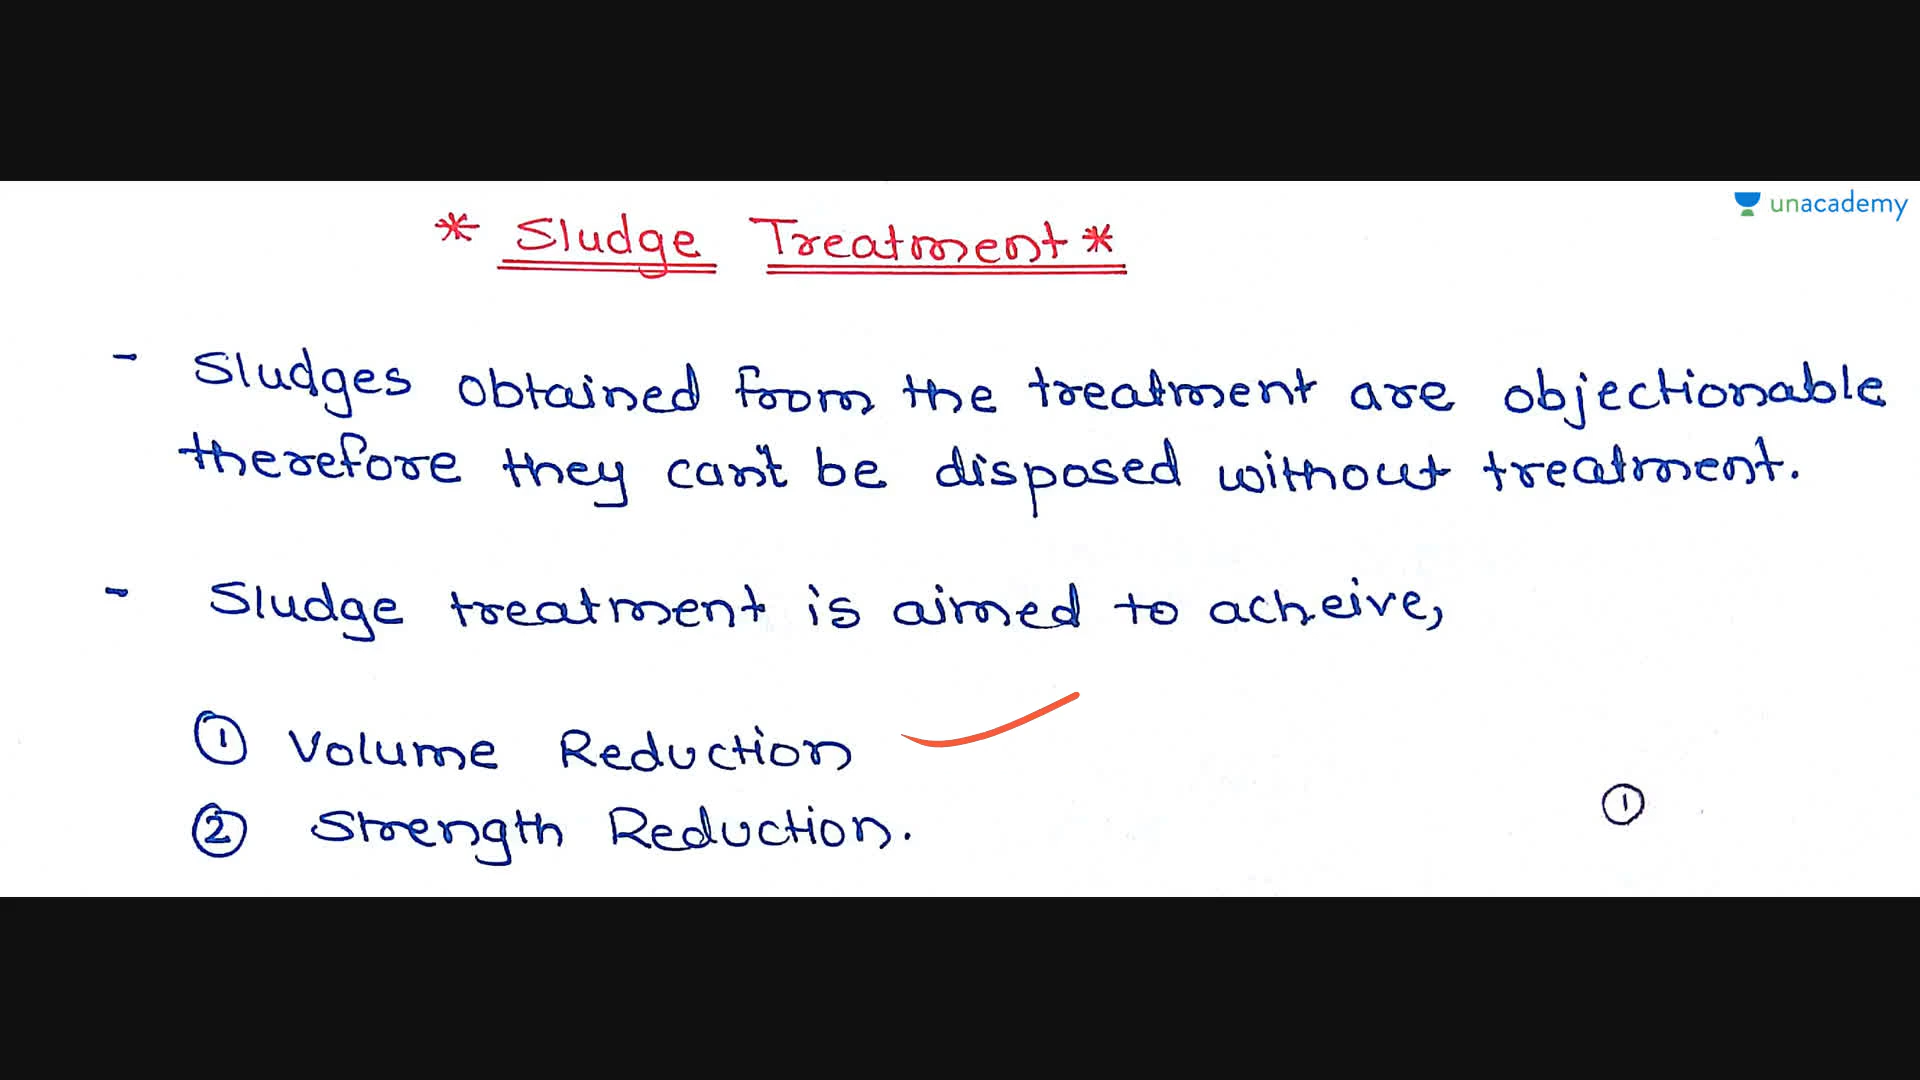 unacademy
* Sludge Treatment *
- Sludges obtained from the treatment are objectionable
therefore they can't be disposed without treatment.
- Sludge treatment is aimed to acheive,
① Volume Reduction
② Strength Reduction.
①